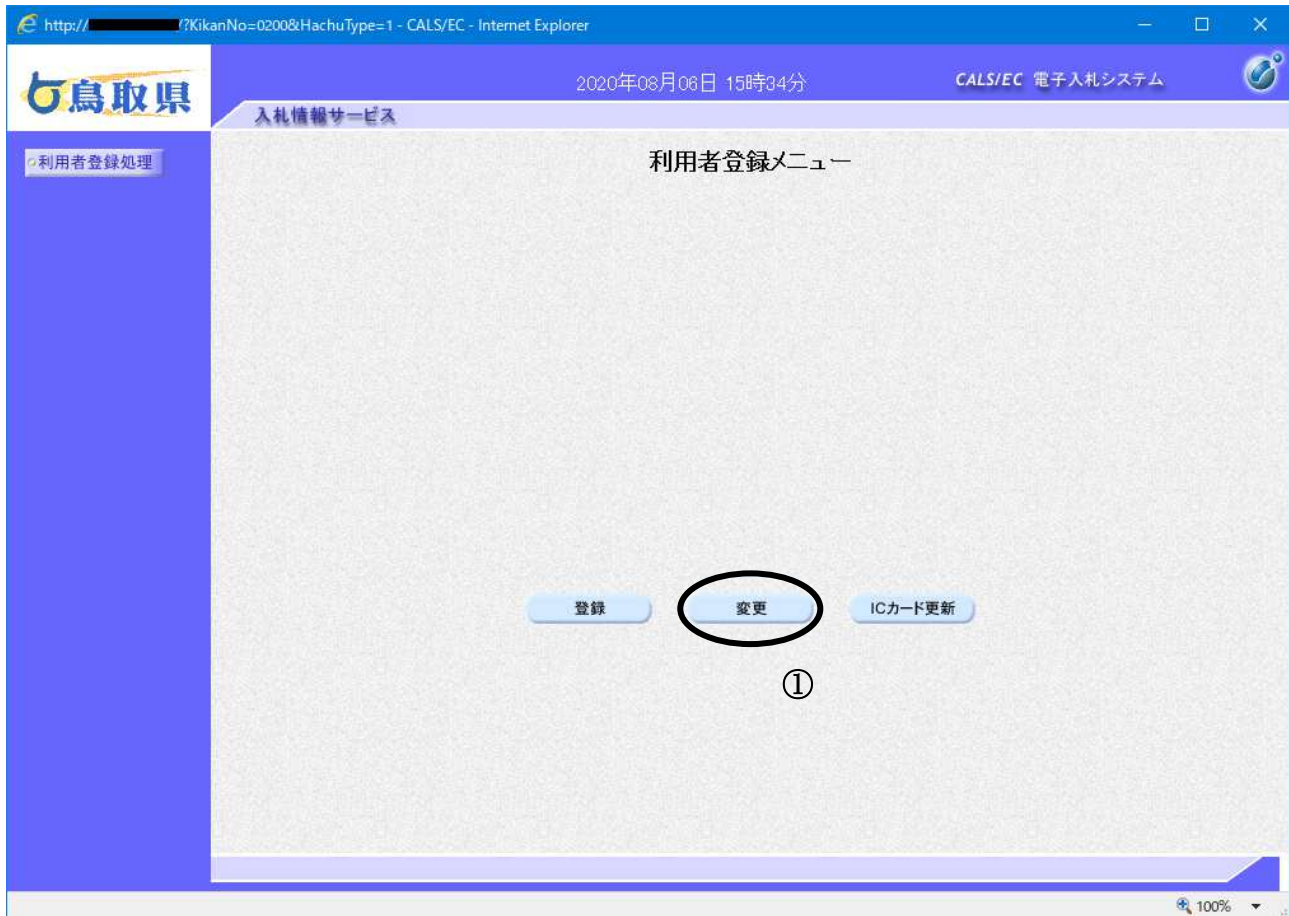 http:// /?KikanNo=0200&HachuType=1 - CALS/EC - Internet Explorer
鳥取県
2020年08月06日 15時34分
CALS/EC 電子入札システム
入札情報サービス
利用者登録処理
利用者登録メニュー
登録
変更
ICカード更新
①
100%